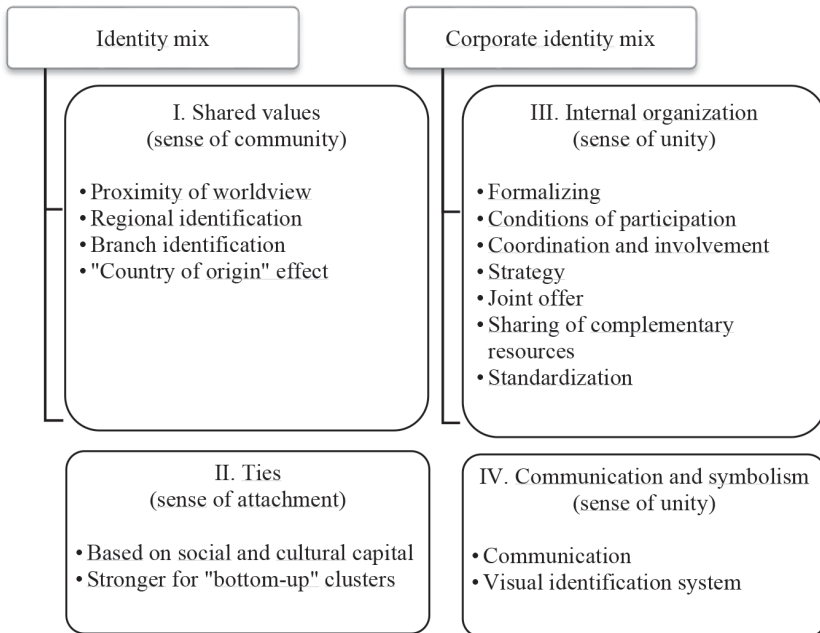 Identity mix
I. Shared values
(sense of community)
• Proximity of worldview
• Regional identification
• Branch identification
• "Country of origin" effect
II. Ties
(sense of attachment)
• Based on social and cultural capital
• Stronger for "bottom-up" clusters
Corporate identity mix
III. Internal organization
(sense of unity)
• Formalizing
• Conditions of participation
• Coordination and involvement
• Strategy
• Joint offer
• Sharing of complementary
resources
• Standardization
IV. Communication and symbolism
(sense of unity)
• Communication
• Visual identification system